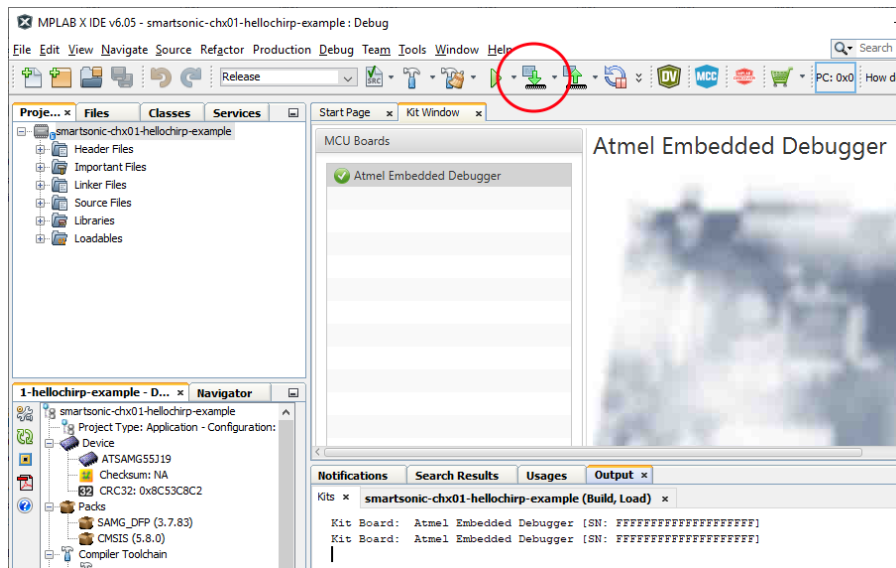 MPLAB X IDE v6.05 - smartsonic-chx01-hellochirp-example : Debug
File Edit View Navigate Source Refactor Production Debug Team Tools Window Help
Search
Release
SRC
DV
MCC
PC: 0x0
How d
Proje... × Files Classes Services
smartsonic-chx01-hellochirp-example
Header Files
Important Files
Linker Files
Source Files
Libraries
Loadables
Start Page × Kit Window ×
MCU Boards
Atmel Embedded Debugger
Atmel Embedded Debugger
1-hellochirp-example - D... × Navigator
smartsonic-chx01-hellochirp-example
Project Type: Application - Configuration:
Device
ATSAMG55J19
Checksum: NA
32 CRC32: 0x8C53C8C2
Packs
SAMG_DFP (3.7.83)
CMSIS (5.8.0)
Compiler Toolchain
Notifications Search Results Usages Output ×
Kits × smartsonic-chx01-hellochirp-example (Build, Load) ×
Kit Board: Atmel Embedded Debugger [SN: FFFFFFFFFFFFFFFFFFFF]
Kit Board: Atmel Embedded Debugger [SN: FFFFFFFFFFFFFFFFFFFF]